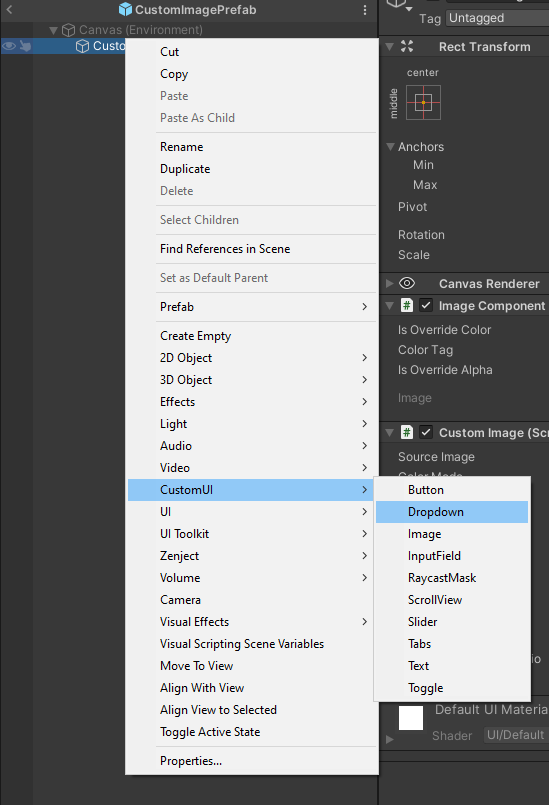 CustomImagePrefab
Canvas (Environment)
Custo
Cut
Copy
Paste
Paste As Child
Rename
Duplicate
Delete
Select Children
Find References in Scene
Set as Default Parent
Prefab
Create Empty
2D Object
3D Object
Effects
Light
Audio
Video
CustomUI
UI
UI Toolkit
Zenject
Volume
Camera
Visual Effects
Visual Scripting Scene Variables
Move To View
Align With View
Align View to Selected
Toggle Active State
Properties...
Button
Dropdown
Image
InputField
RaycastMask
ScrollView
Slider
Tabs
Text
Toggle
Tag Untagged
Rect Transform
center
middle
Anchors
Min
Max
Pivot
Rotation
Scale
Canvas Renderer
# Image Component
Is Override Color
Color Tag
Is Override Alpha
Image
# Custom Image (Scr
Source Image
Color Mode
io
Default UI Materia
Shader UI/Default